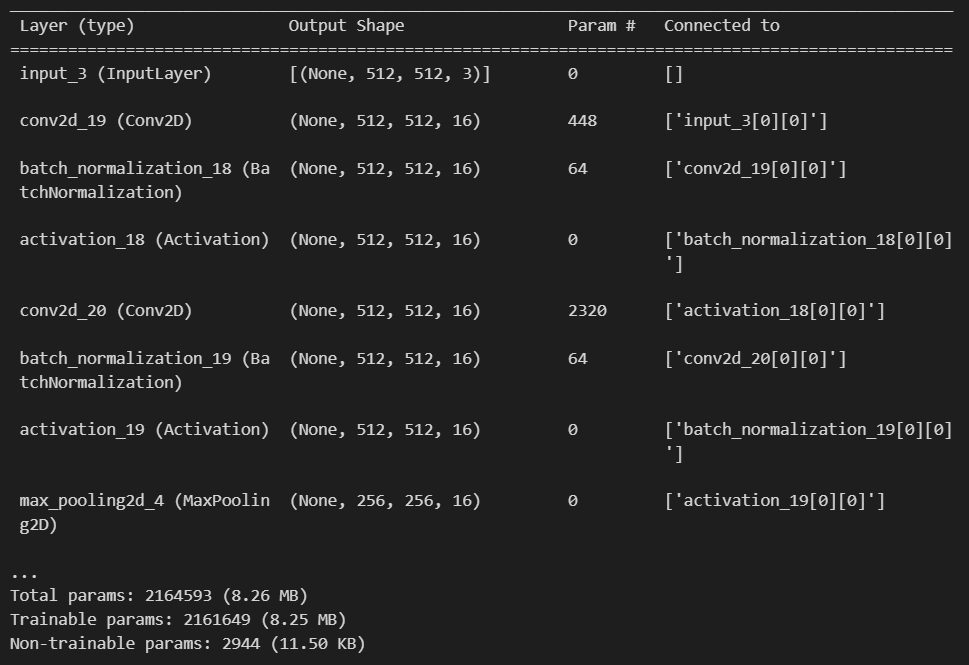 Layer (type) Output Shape Param # Connected to
==================================================================================================
input_3 (InputLayer) [(None, 512, 512, 3)] 0 []
conv2d_19 (Conv2D) (None, 512, 512, 16) 448 ['input_3[0][0]']
batch_normalization_18 (Ba (None, 512, 512, 16) 64 ['conv2d_19[0][0]']
tchNormalization)
activation_18 (Activation) (None, 512, 512, 16) 0 ['batch_normalization_18[0][0]
']
conv2d_20 (Conv2D) (None, 512, 512, 16) 2320 ['activation_18[0][0]']
batch_normalization_19 (Ba (None, 512, 512, 16) 64 ['conv2d_20[0][0]']
tchNormalization)
activation_19 (Activation) (None, 512, 512, 16) 0 ['batch_normalization_19[0][0]
']
max_pooling2d_4 (MaxPoolin (None, 256, 256, 16) 0 ['activation_19[0][0]']
g2D)
...
Total params: 2164593 (8.26 MB)
Trainable params: 2161649 (8.25 MB)
Non-trainable params: 2944 (11.50 KB)